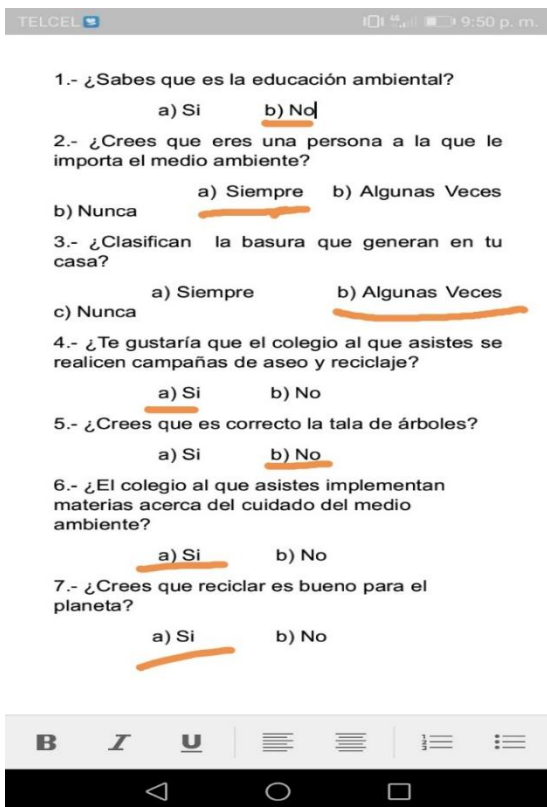 TELCEL 9:50 p. m.
1.- ¿Sabes que es la educación ambiental?
a) Si b) No
2.- ¿Crees que eres una persona a la que le
importa el medio ambiente?
a) Siempre b) Algunas Veces
b) Nunca
3.- ¿Clasifican la basura que generan en tu
casa?
a) Siempre b) Algunas Veces
c) Nunca
4.- ¿Te gustaría que el colegio al que asistes se
realicen campañas de aseo y reciclaje?
a) Si b) No
5.- ¿Crees que es correcto la tala de árboles?
a) Si b) No
6.- ¿El colegio al que asistes implementan
materias acerca del cuidado del medio
ambiente?
a) Si b) No
7.- ¿Crees que reciclar es bueno para el
planeta?
a) Si b) No
B I U